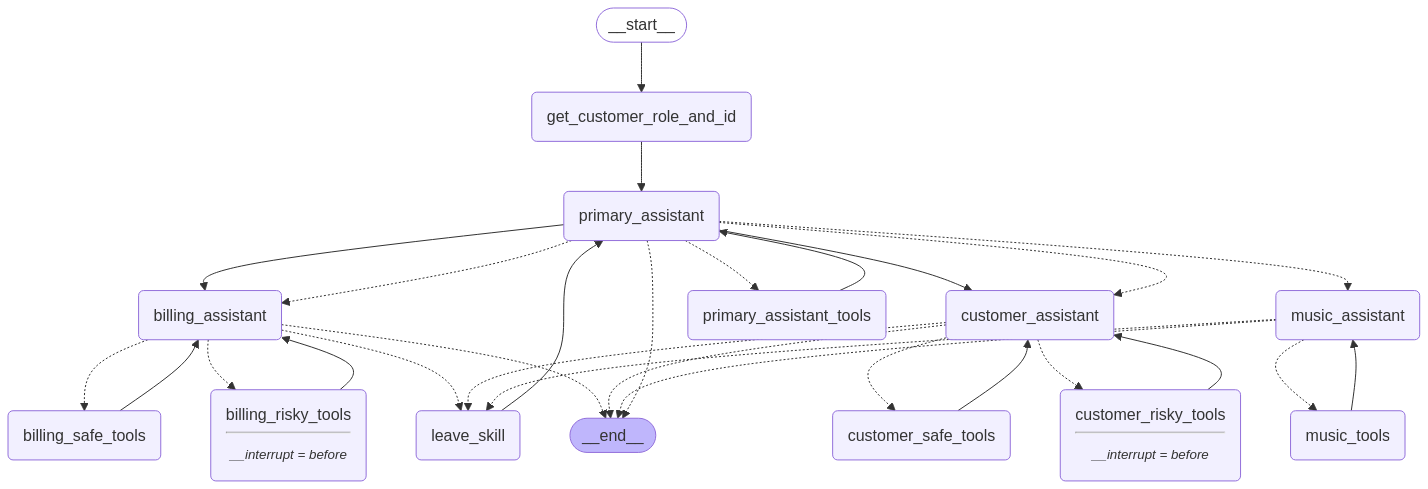 __start__
get_customer_role_and_id
primary_assistant
billing_assistant
primary_assistant_tools
customer_assistant
music_assistant
billing_safe_tools
billing_risky_tools
__interrupt = before
leave_skill
__end__
customer_safe_tools
customer_risky_tools
__interrupt = before
music_tools